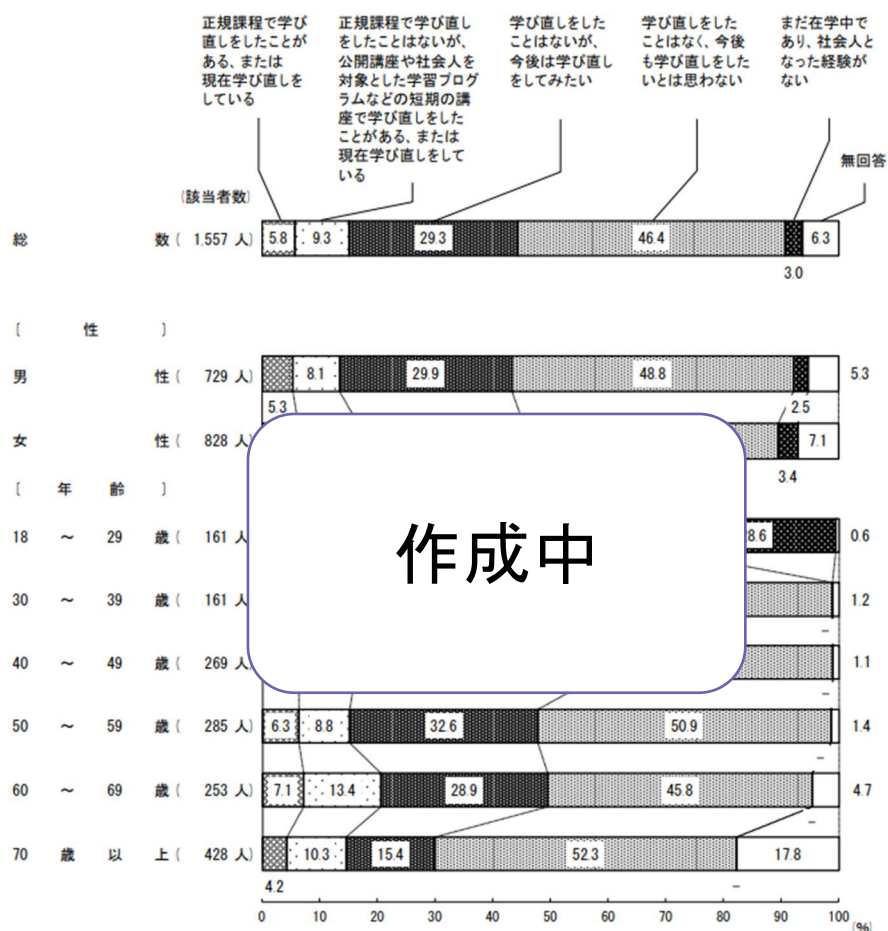 正規課程で学び
直しをしたことが
ある、または
現在学び直しを
している
正規課程で学び直し
をしたことはないが、
公開講座や社会人を
対象とした学習プログ
ラムなどの短期の講
座で学び直しをした
ことがある、または
現在学び直しをして
いる
学び直しをした
ことはないが、
今後は学び直し
をしてみたい
学び直しをした
ことはなく、今後
も学び直しをした
いとは思わない
まだ在学中で
あり、社会人と
なった経験が
ない
無回答
(該当者数)
総 数( 1,557 人) 5.8 9.3 29.3 46.4 6.3
3.0
〔 性 〕
男 性( 729 人) 8.1 29.9 48.8 5.3
5.3 2.5
女 性( 828 人 7.1
3.4
〔 年 齢 〕
18 ～ 29 歳( 161 人 8.6 0.6
作成中
30 ～ 39 歳( 161 人 1.2
－
40 ～ 49 歳( 269 人 1.1
－
50 ～ 59 歳( 285 人) 6.3 8.8 32.6 50.9 1.4
－
60 ～ 69 歳( 253 人) 7.1 13.4 28.9 45.8 4.7
－
70 歳 以 上( 428 人) 10.3 15.4 52.3 17.8
4.2 －
0 10 20 30 40 50 60 70 80 90 100
(%)